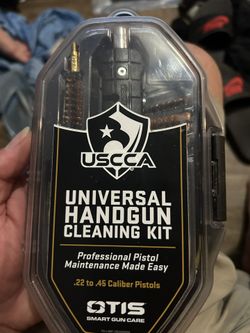 USCCA
UNIVERSAL
HANDGUN
CLEANING KIT
Professional Pistol
Maintenance Made Easy
.22 to .45 Caliber Pistols
OTIS
SMART GUN CARE